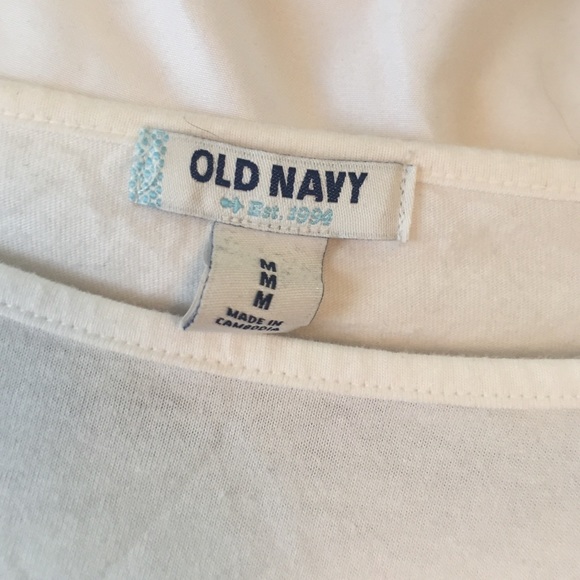 OLD NAVY
Est. 1994
M
M
M
MADE IN
CAMBODIA